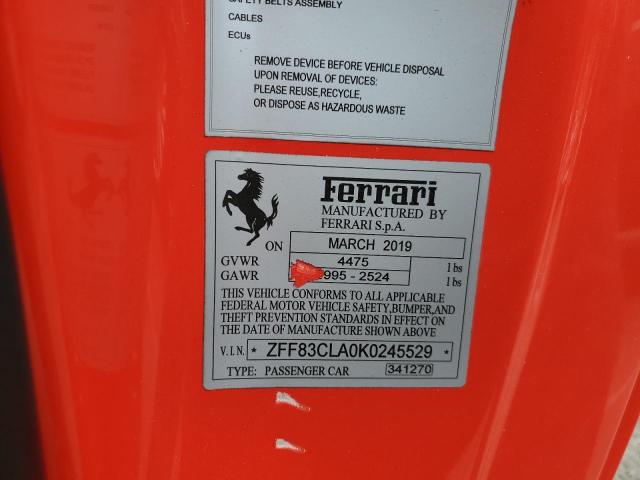 SAFETY BELTS ASSEMBLY
CABLES
ECUs
REMOVE DEVICE BEFORE VEHICLE DISPOSAL
UPON REMOVAL OF DEVICES:
PLEASE REUSE,RECYCLE,
OR DISPOSE AS HAZARDOUS WASTE
Ferrari
MANUFACTURED BY
FERRARI S.p.A.
ON MARCH 2019
GVWR 4475 lbs
GAWR 995 - 2524 lbs
THIS VEHICLE CONFORMS TO ALL APPLICABLE
FEDERAL MOTOR VEHICLE SAFETY,BUMPER,AND
THEFT PREVENTION STANDARDS IN EFFECT ON
THE DATE OF MANUFACTURE SHOWN ABOVE
V.I.N. * ZFF83CLA0K0245529 *
TYPE: PASSENGER CAR 341270